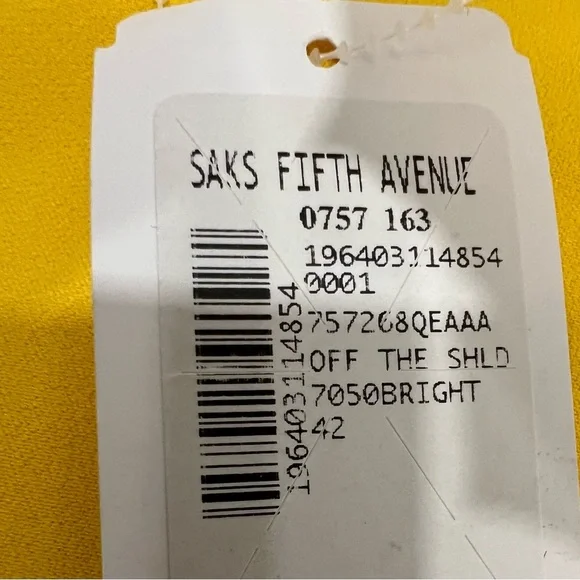 SAKS FIFTH AVENUE
0757 163
196403114854
0001
757268QEAAA
OFF THE SHLD
7050BRIGHT
42
196403114854